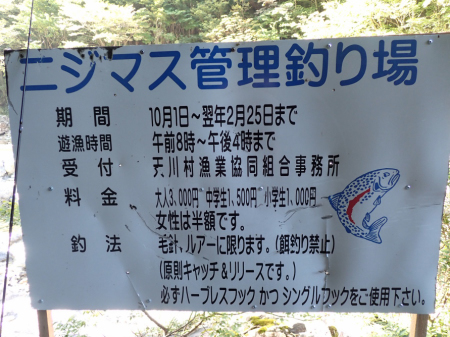 ニジマス管理釣り場
期間 10月1日～翌年2月25日まで
遊漁時間 午前8時～午後4時まで
受付 天川村漁業協同組合事務所
料金 大人3,000円 中学生1,500円 小学生1,000円
女性は半額です。
釣法 毛針、ルアーに限ります。(餌釣り禁止)
(原則キャッチ＆リリースです。)
必ずバーブレスフック かつ シングルフックをご使用下さい。